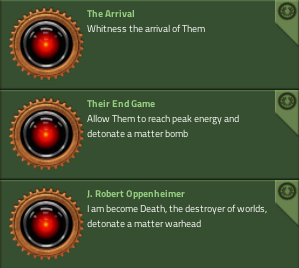 The Arrival
Whitness the arrival of Them
Their End Game
Allow Them to reach peak energy and
detonate a matter bomb
J. Robert Oppenheimer
I am become Death, the destroyer of worlds,
detonate a matter warhead